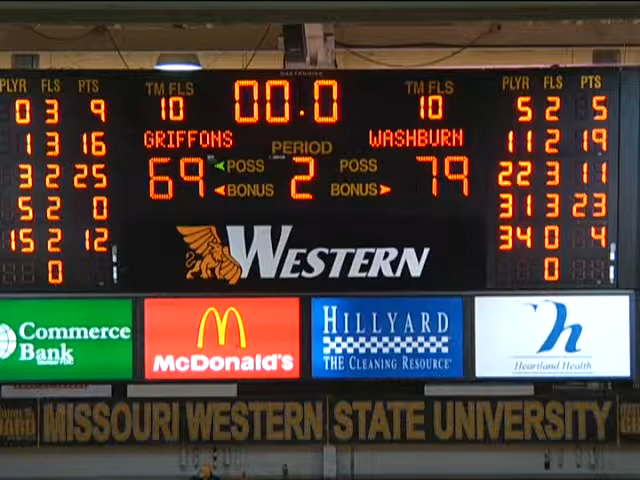 PLYR FLS PTS
0 3 9
1 3 16
3 2 25
5 2 0
15 2 12
0
TM FLS
10
00.0
TM FLS
10
GRIFFONS
PERIOD
WASHBURN
69
POSS
BONUS
2
POSS
BONUS
79
PLYR FLS PTS
5 2 5
11 2 19
22 3 11
31 3 23
34 0 4
0
WESTERN
Commerce
Bank
McDonald's
HILLYARD
THE CLEANING RESOURCE
h
Heartland Health
MISSOURI WESTERN STATE UNIVERSITY